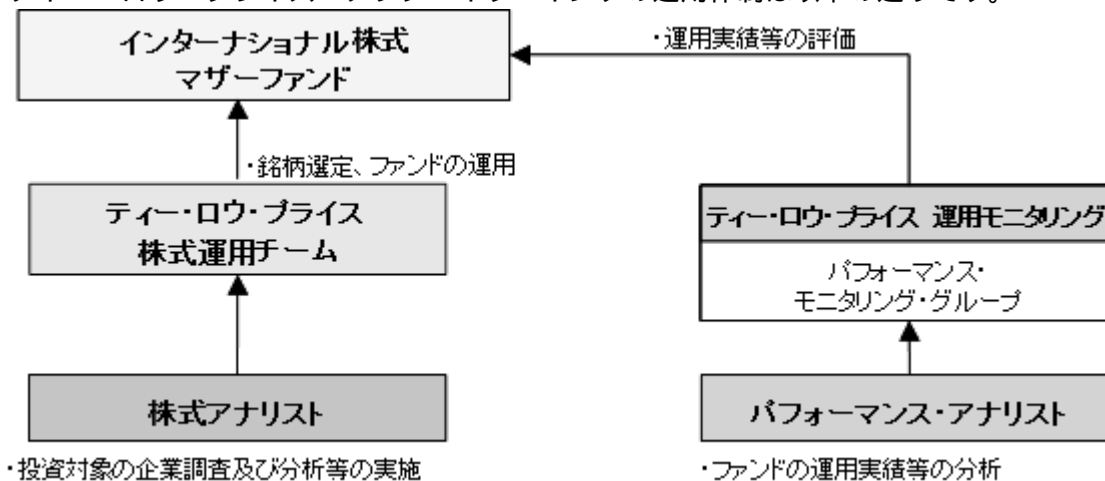 インターナショナル株式
マザーファンド
・運用実績等の評価
・銘柄選定、ファンドの運用
ティー・ロウ・プライス
株式運用チーム
ティー・ロウ・プライス 運用モニタリング
パフォーマンス・
モニタリング・グループ
株式アナリスト
パフォーマンス・アナリスト
・投資対象の企業調査及び分析等の実施
・ファンドの運用実績等の分析